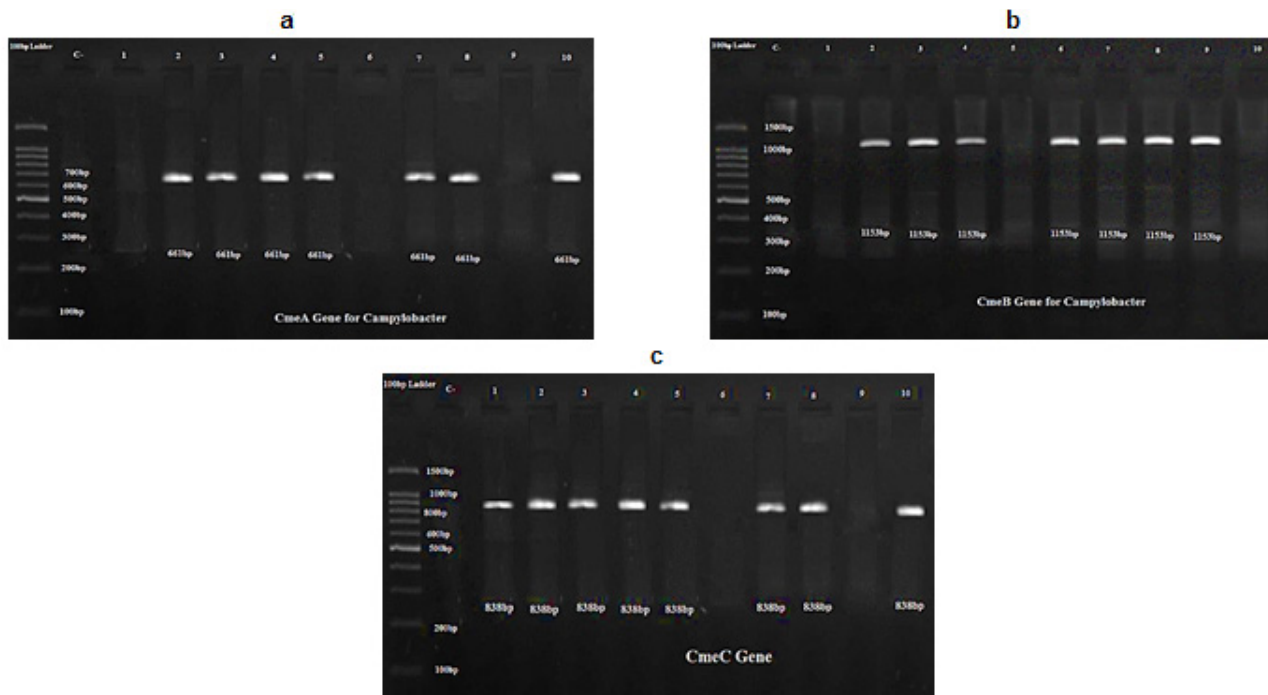 a
100bp Ladder C- 1 2 3 4 5 6 7 8 9 10
700bp
600bp
500bp
400bp
300bp
200bp
100bp
661bp 661bp 661bp 661bp 661bp 661bp 661bp
CmeA Gene for Campylobacter
b
100bp Ladder C- 1 2 3 4 5 6 7 8 9 10
1500bp
1000bp
500bp
400bp
300bp
200bp
100bp
1153bp 1153bp 1153bp 1153bp 1153bp 1153bp 1153bp
CmeB Gene for Campylobacter
c
100bp Ladder C- 1 2 3 4 5 6 7 8 9 10
1500bp
1000bp
800bp
600bp
500bp
200bp
100bp
838bp 838bp 838bp 838bp 838bp 838bp 838bp 838bp
CmeC Gene